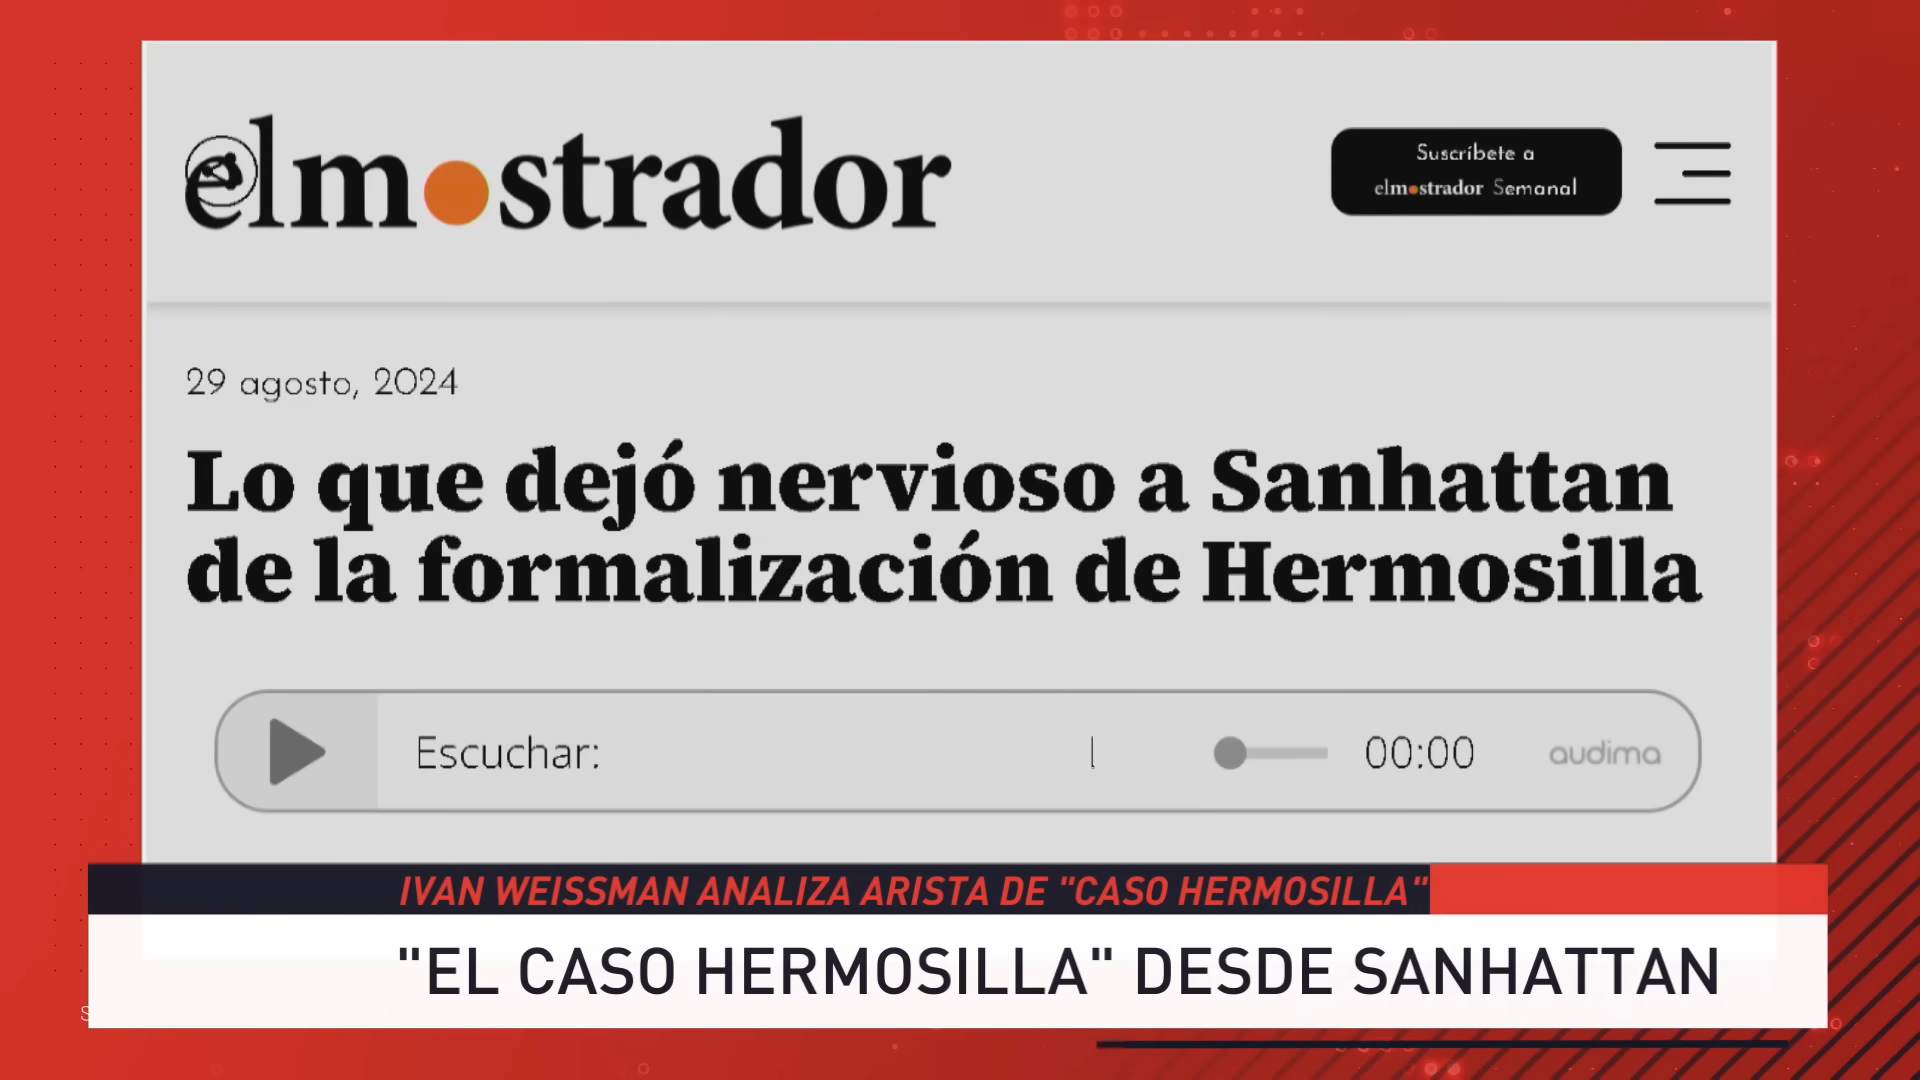 elmostrador
Suscríbete a
elmostrador Semanal
29 agosto, 2024
Lo que dejó nervioso a Sanhattan
de la formalización de Hermosilla
Escuchar:
00:00
audima
IVAN WEISSMAN ANALIZA ARISTA DE "CASO HERMOSILLA"
"EL CASO HERMOSILLA" DESDE SANHATTAN